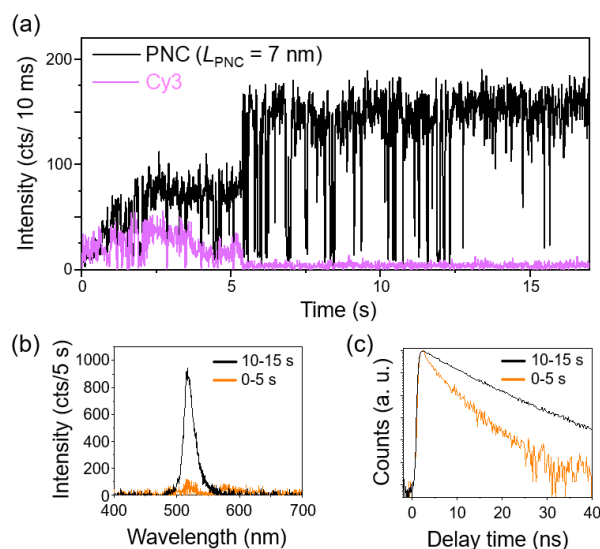 (a)
PNC (LPNC = 7 nm)
Cy3
200
100
0
Intensity (cts/ 10 ms)
0 5 10 15
Time (s)
(b)
10-15 s
0-5 s
1000
800
600
400
200
0
Intensity (cts/5 s)
400 500 600 700
Wavelength (nm)
(c)
10-15 s
0-5 s
Counts (a. u.)
0 10 20 30 40
Delay time (ns)